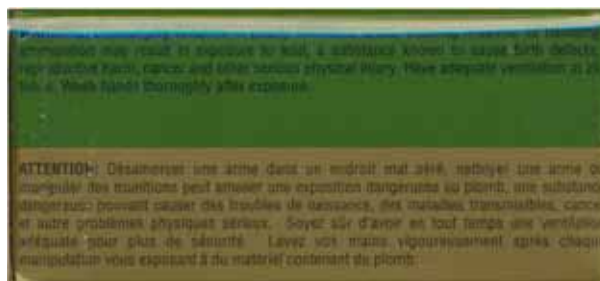 ammunition may result in exposure to lead, a substance known to cause birth defects,
reproductive harm, cancer and other serious physical injury. Have adequate ventilation at all
Wash hands thoroughly after exposure.
ATTENTION: Désamorcer une arme dans un endroit mal aéré, nettoyer une arme ou
manipuler des munitions peut amener une exposition dangereuse au plomb, une substance
dangereus: pouvant causer des troubles de naissance, des maladies transmissibles, cancer
et autre problèmes physiques sérieux. Soyez sûr d'avoir en tout temps une ventilation
adéquate pour plus de sécurité. Lavez vos mains vigoureusement après chaque
manipulation vous exposant à du matériel contenant du plomb.